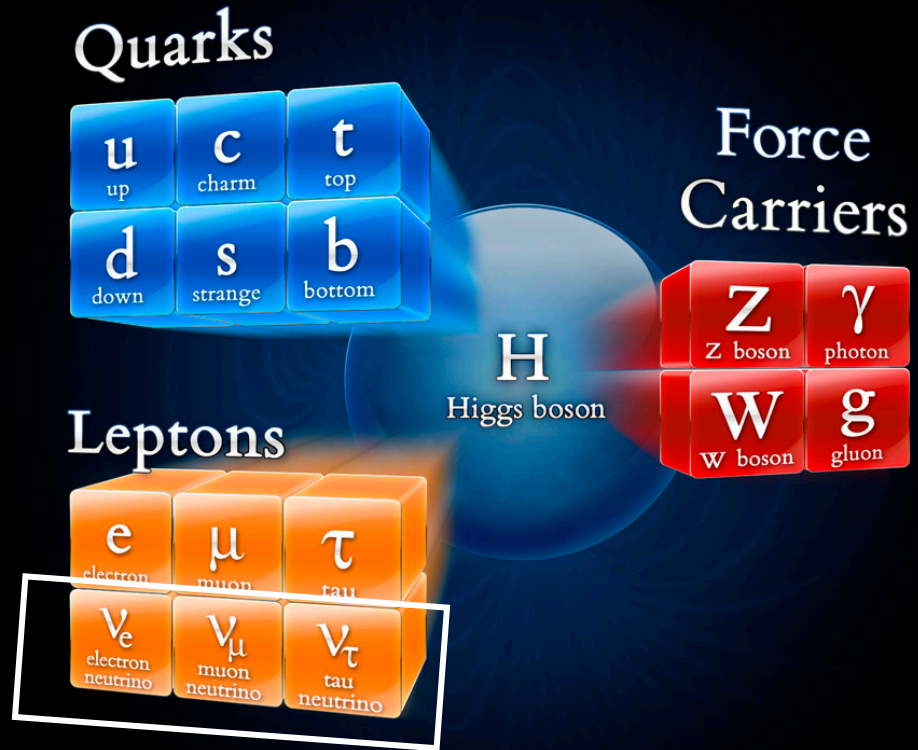 Quarks
u c t
up charm top
d s b
down strange bottom
Force
Carriers
Z γ
Z boson photon
W g
W boson gluon
H
Higgs boson
Leptons
e μ τ
electron muon tau
νe νμ ντ
electron muon tau
neutrino neutrino neutrino